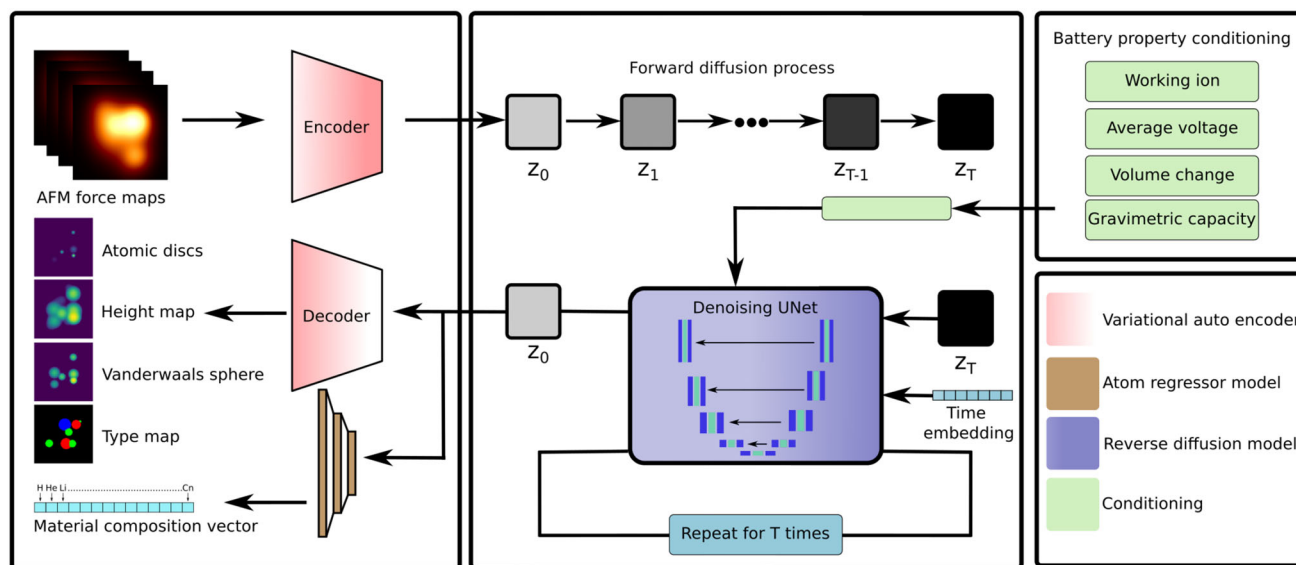 AFM force maps
Encoder
Atomic discs
Height map
Vanderwaals sphere
Type map
H He Li........................................Cn
Material composition vector
Decoder
Forward diffusion process
z0
z1
zT-1
zT
Denoising UNet
z0
zT
Time
embedding
Repeat for T times
Battery property conditioning
Working ion
Average voltage
Volume change
Gravimetric capacity
Variational auto encoder
Atom regressor model
Reverse diffusion model
Conditioning